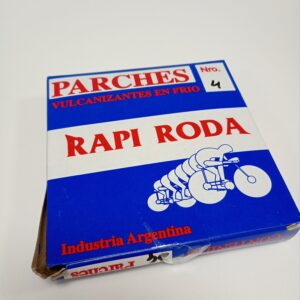 PARCHES
Nro.
4
VULCANIZANTES EN FRIO
RAPI RODA
Industria Argentina
Parches